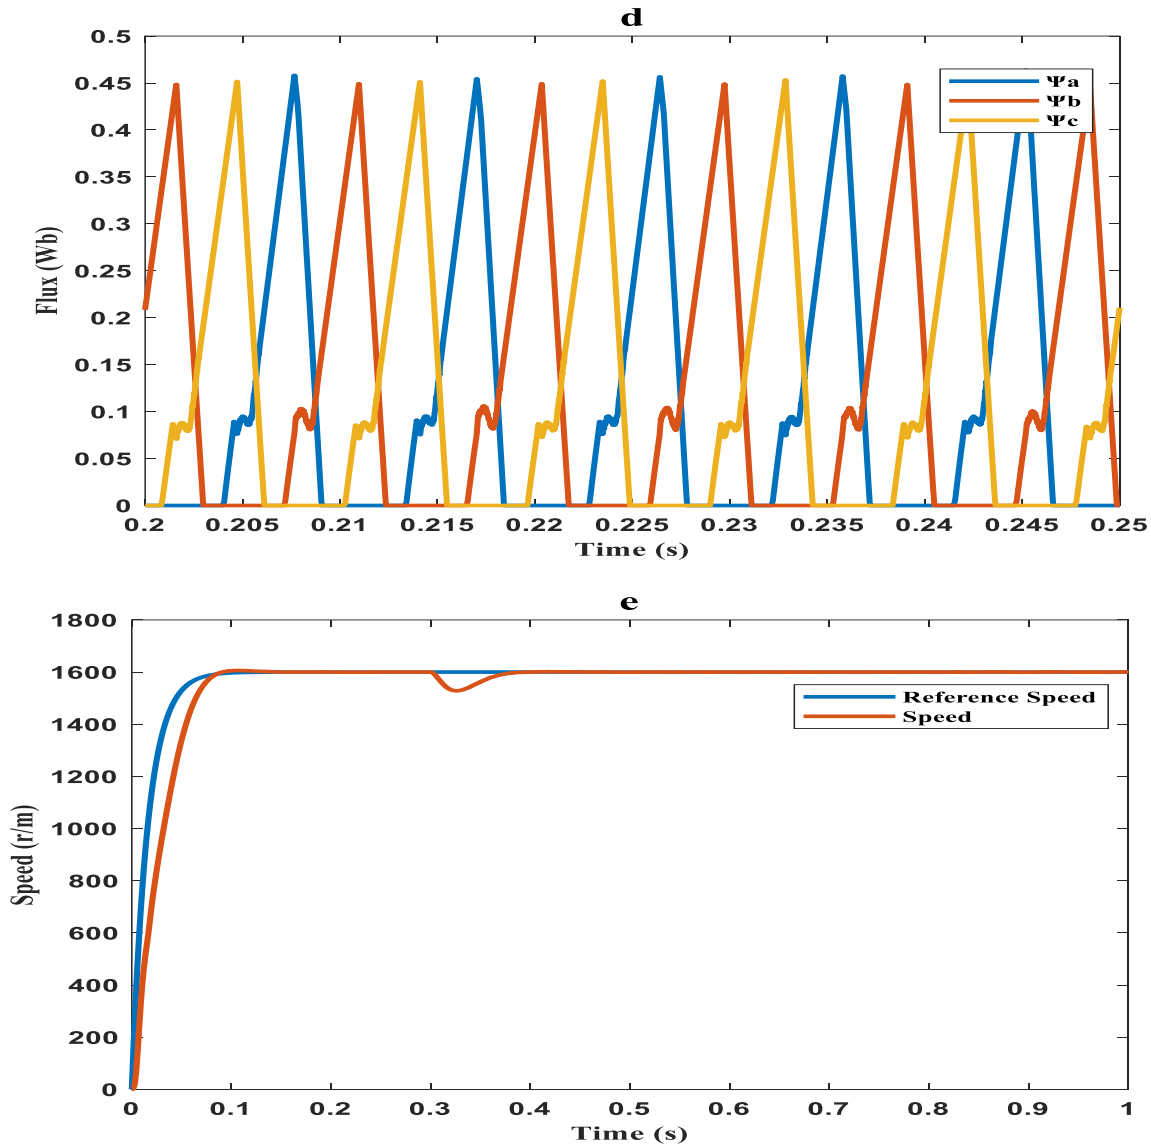 d
0.5
0.45
0.4
0.35
0.3
0.25
0.2
0.15
0.1
0.05
0
Flux (Wb)
Ψa
Ψb
Ψc
0.2 0.205 0.21 0.215 0.22 0.225 0.23 0.235 0.24 0.245 0.25
Time (s)
e
1800
1600
1400
1200
1000
800
600
400
200
0
Speed (r/m)
Reference Speed
Speed
0 0.1 0.2 0.3 0.4 0.5 0.6 0.7 0.8 0.9 1
Time (s)